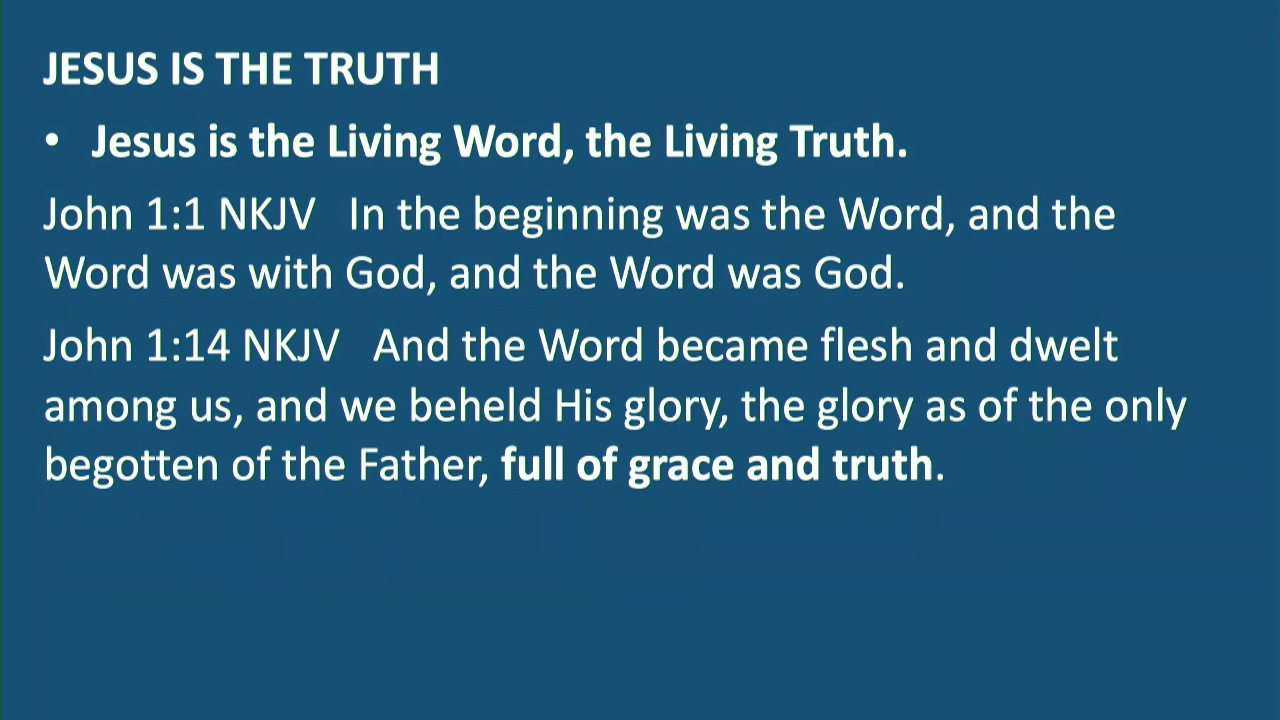 JESUS IS THE TRUTH
• Jesus is the Living Word, the Living Truth.
John 1:1 NKJV   In the beginning was the Word, and the
Word was with God, and the Word was God.
John 1:14 NKJV   And the Word became flesh and dwelt
among us, and we beheld His glory, the glory as of the only
begotten of the Father, full of grace and truth.